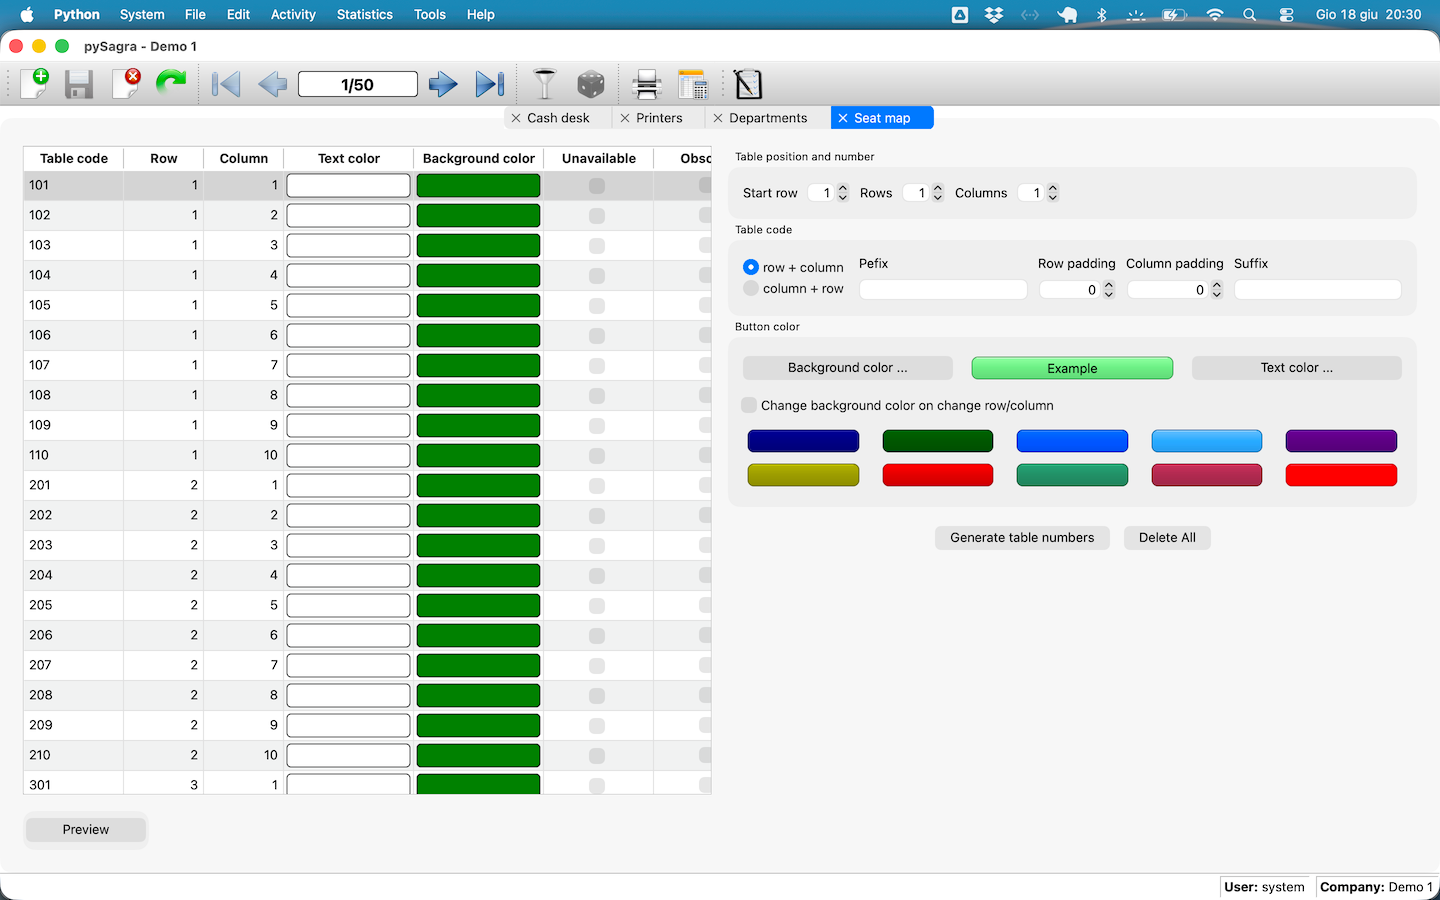 Python System File Edit Activity Statistics Tools Help Gio 18 giu 20:30
pySagra - Demo 1
1/50
Cash desk Printers Departments Seat map
Table code Row Column Text color Background color Unavailable Obsc
101 1 1
102 1 2
103 1 3
104 1 4
105 1 5
106 1 6
107 1 7
108 1 8
109 1 9
110 1 10
201 2 1
202 2 2
203 2 3
204 2 4
205 2 5
206 2 6
207 2 7
208 2 8
209 2 9
210 2 10
301 3 1
Preview
Table position and number
Start row 1 Rows 1 Columns 1
Table code
row + column
column + row
Pefix Row padding Column padding Suffix
0 0
Button color
Background color ... Example Text color ...
Change background color on change row/column
Generate table numbers Delete All
User: system Company: Demo 1